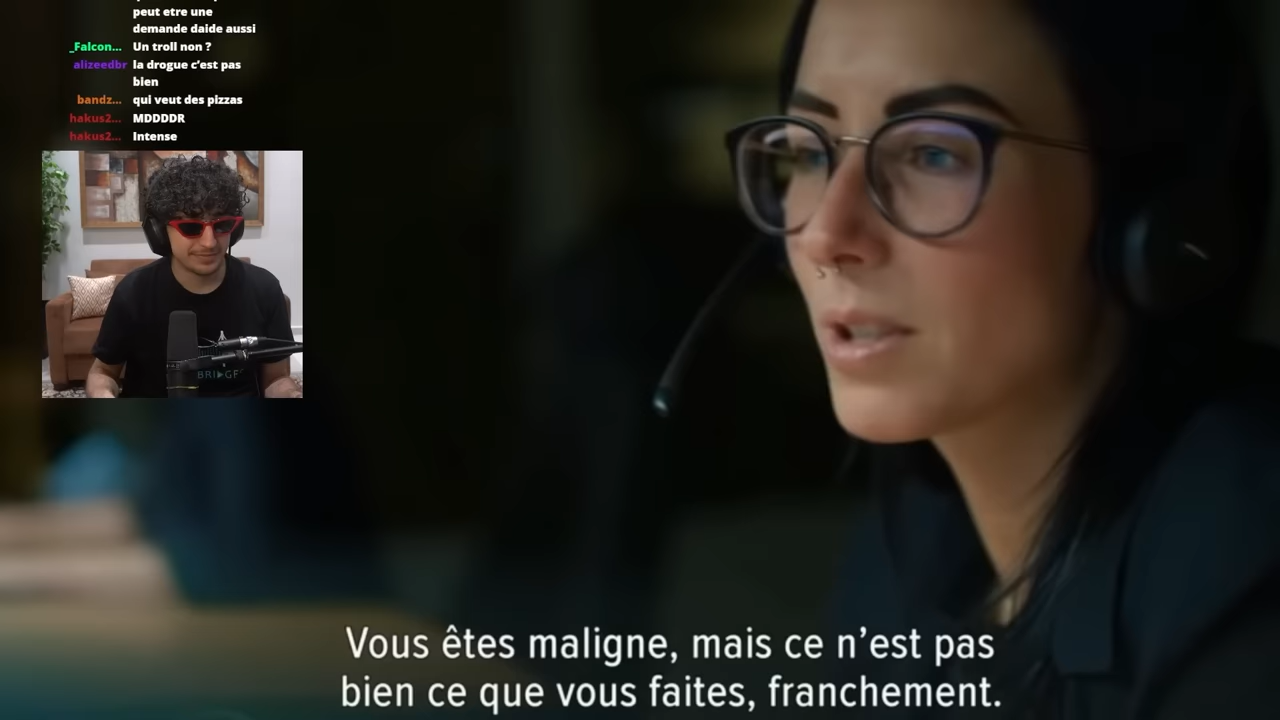 peut etre une
demande daide aussi
_Falcon... Un troll non ?
alizeedbr la drogue c’est pas
bien
bandz... qui veut des pizzas
hakus2... MDDDDR
hakus2... Intense
Vous êtes maligne, mais ce n’est pas
bien ce que vous faites, franchement.